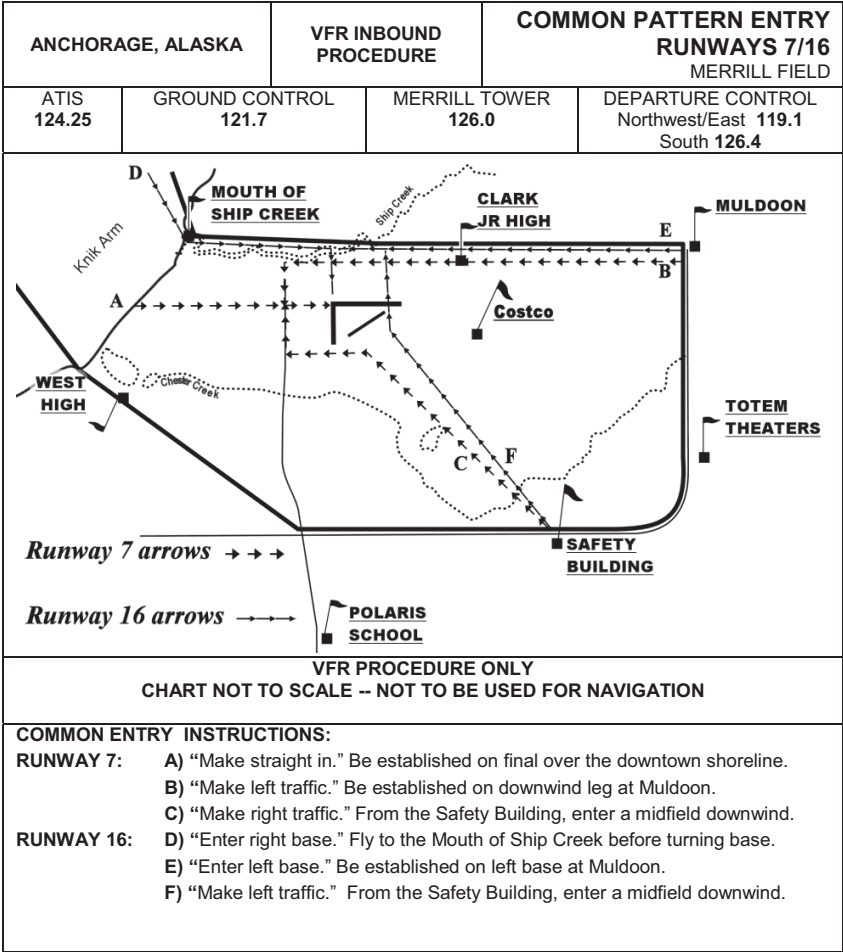 ANCHORAGE, ALASKA
VFR INBOUND
PROCEDURE
COMMON PATTERN ENTRY
RUNWAYS 7/16
MERRILL FIELD
ATIS
124.25
GROUND CONTROL
121.7
MERRILL TOWER
126.0
DEPARTURE CONTROL
Northwest/East 119.1
South 126.4
D
MOUTH OF
SHIP CREEK
Ship Creek
CLARK
JR HIGH
MULDOON
E
B
Knik Arm
A
Costco
WEST
HIGH
Chester Creek
TOTEM
THEATERS
C
F
SAFETY
BUILDING
Runway 7 arrows
Runway 16 arrows
POLARIS
SCHOOL
VFR PROCEDURE ONLY
CHART NOT TO SCALE -- NOT TO BE USED FOR NAVIGATION
COMMON ENTRY INSTRUCTIONS:
RUNWAY 7: A) “Make straight in.” Be established on final over the downtown shoreline.
B) “Make left traffic.” Be established on downwind leg at Muldoon.
C) “Make right traffic.” From the Safety Building, enter a midfield downwind.
RUNWAY 16: D) “Enter right base.” Fly to the Mouth of Ship Creek before turning base.
E) “Enter left base.” Be established on left base at Muldoon.
F) “Make left traffic.” From the Safety Building, enter a midfield downwind.